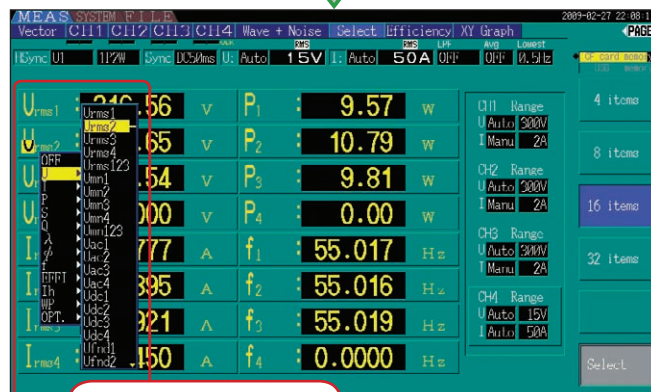 MEAS SYSTEM FILE 2009-02-27 22:08:1
Vector CH1 CH2 CH3 CH4 Wave + Noise Select Efficiency XY Graph PAGE
RMS RMS LPF Avg Lowest
Sync U1 1P2W Sync DC50ms U: Auto 15V I: Auto 50A OFF OFF 0.5Hz CF card memory
USB memory
Urms1 : .56 V P1 : 9.57 W CH1 Range 4 items
U Auto 300V
I Manu 2A
.65 V P2 : 10.79 W CH2 Range 8 items
U Auto 300V
I Manu 2A
.54 V P3 : 9.81 W 16 items
P4 : 0.00 W CH3 Range
U Auto 300V
I Manu 2A
777 A f1 : 55.017 Hz 32 items
395 A f2 : 55.016 Hz CH4 Range
U Auto 15V
I Auto 50A
921 A f3 : 55.019 Hz
Irms4 450 A f4 : 0.0000 Hz Select
OFF
U
I
P
S
Q
λ
φ
f
EFFI
Ih
WP
OPT.
Urms1
Urms2
Urms3
Urms4
Urms123
Umn1
Umn2
Umn3
Umn4
Umn123
Uac1
Uac2
Uac3
Uac4
Udc1
Udc2
Udc3
Udc4
Ufnd1
Ufnd2